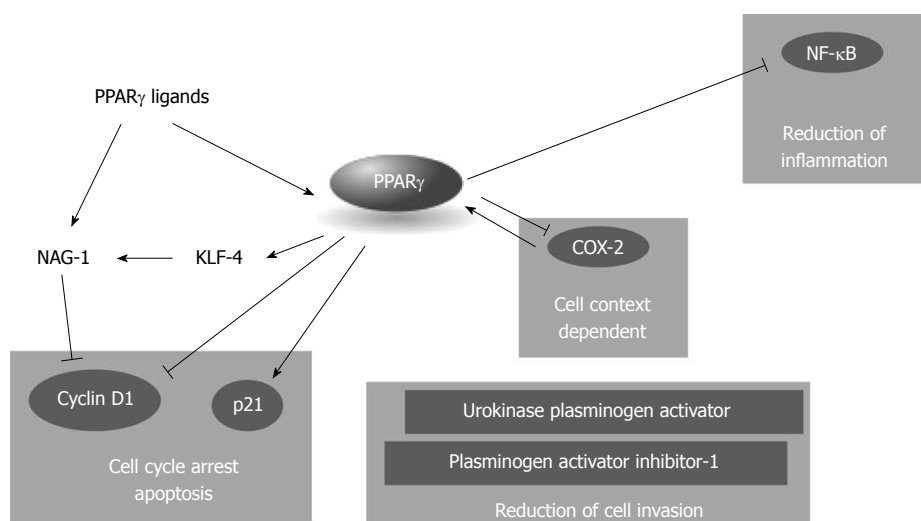 NF-κB
Reduction of
inflammation
PPARγ ligands
PPARγ
NAG-1
KLF-4
COX-2
Cell context
dependent
Cyclin D1
p21
Cell cycle arrest
apoptosis
Urokinase plasminogen activator
Plasminogen activator inhibitor-1
Reduction of cell invasion